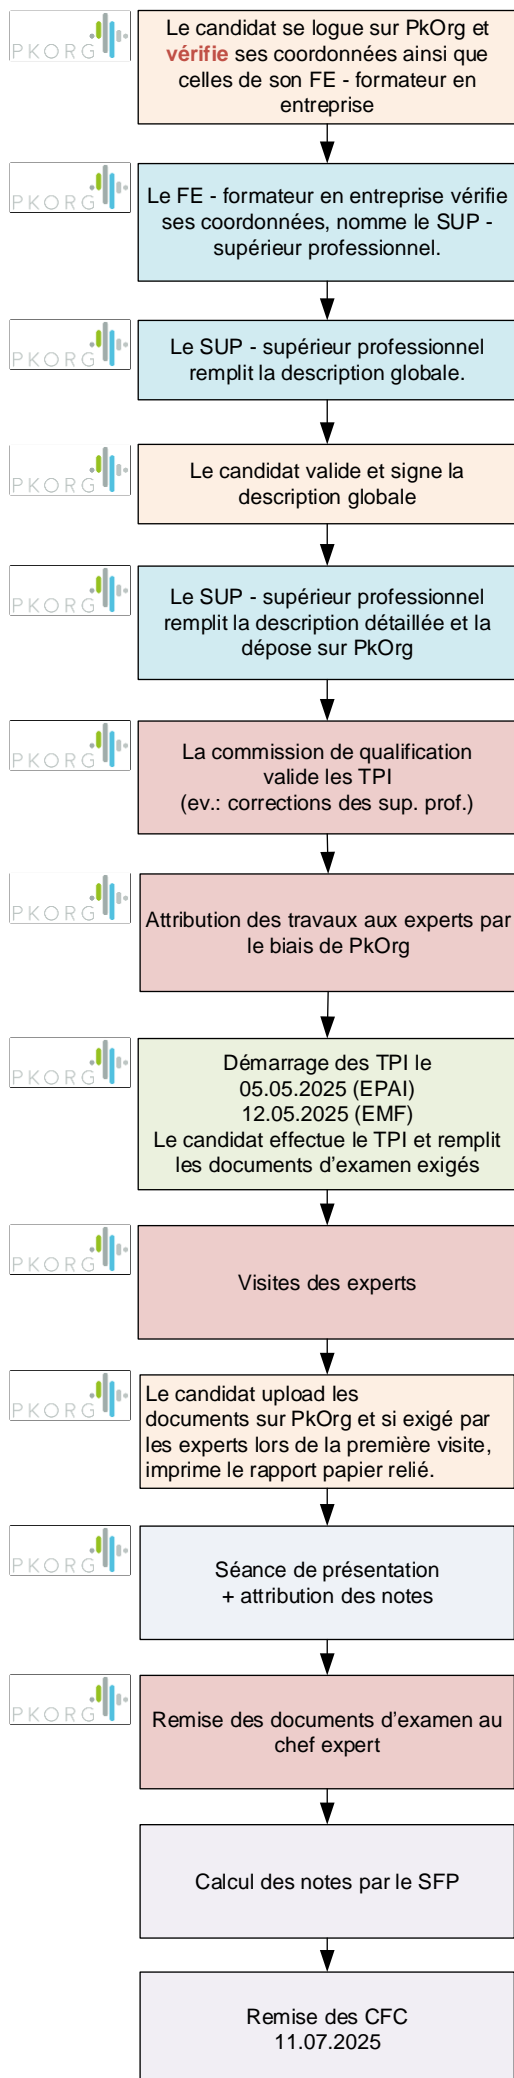 PKORG
Le candidat se logue sur PkOrg et
vérifie ses coordonnées ainsi que
celles de son FE - formateur en
entreprise
PKORG
Le FE - formateur en entreprise vérifie
ses coordonnées, nomme le SUP -
supérieur professionnel.
PKORG
Le SUP - supérieur professionnel
remplit la description globale.
PKORG
Le candidat valide et signe la
description globale
PKORG
Le SUP - supérieur professionnel
remplit la description détaillée et la
dépose sur PkOrg
PKORG
La commission de qualification
valide les TPI
(ev.: corrections des sup. prof.)
PKORG
Attribution des travaux aux experts par
le biais de PkOrg
PKORG
Démarrage des TPI le
05.05.2025 (EPAI)
12.05.2025 (EMF)
Le candidat effectue le TPI et remplit
les documents d'examen exigés
PKORG
Visites des experts
PKORG
Le candidat upload les
documents sur PkOrg et si exigé par
les experts lors de la première visite,
imprime le rapport papier relié.
PKORG
Séance de présentation
+ attribution des notes
PKORG
Remise des documents d'examen au
chef expert
Calcul des notes par le SFP
Remise des CFC
11.07.2025